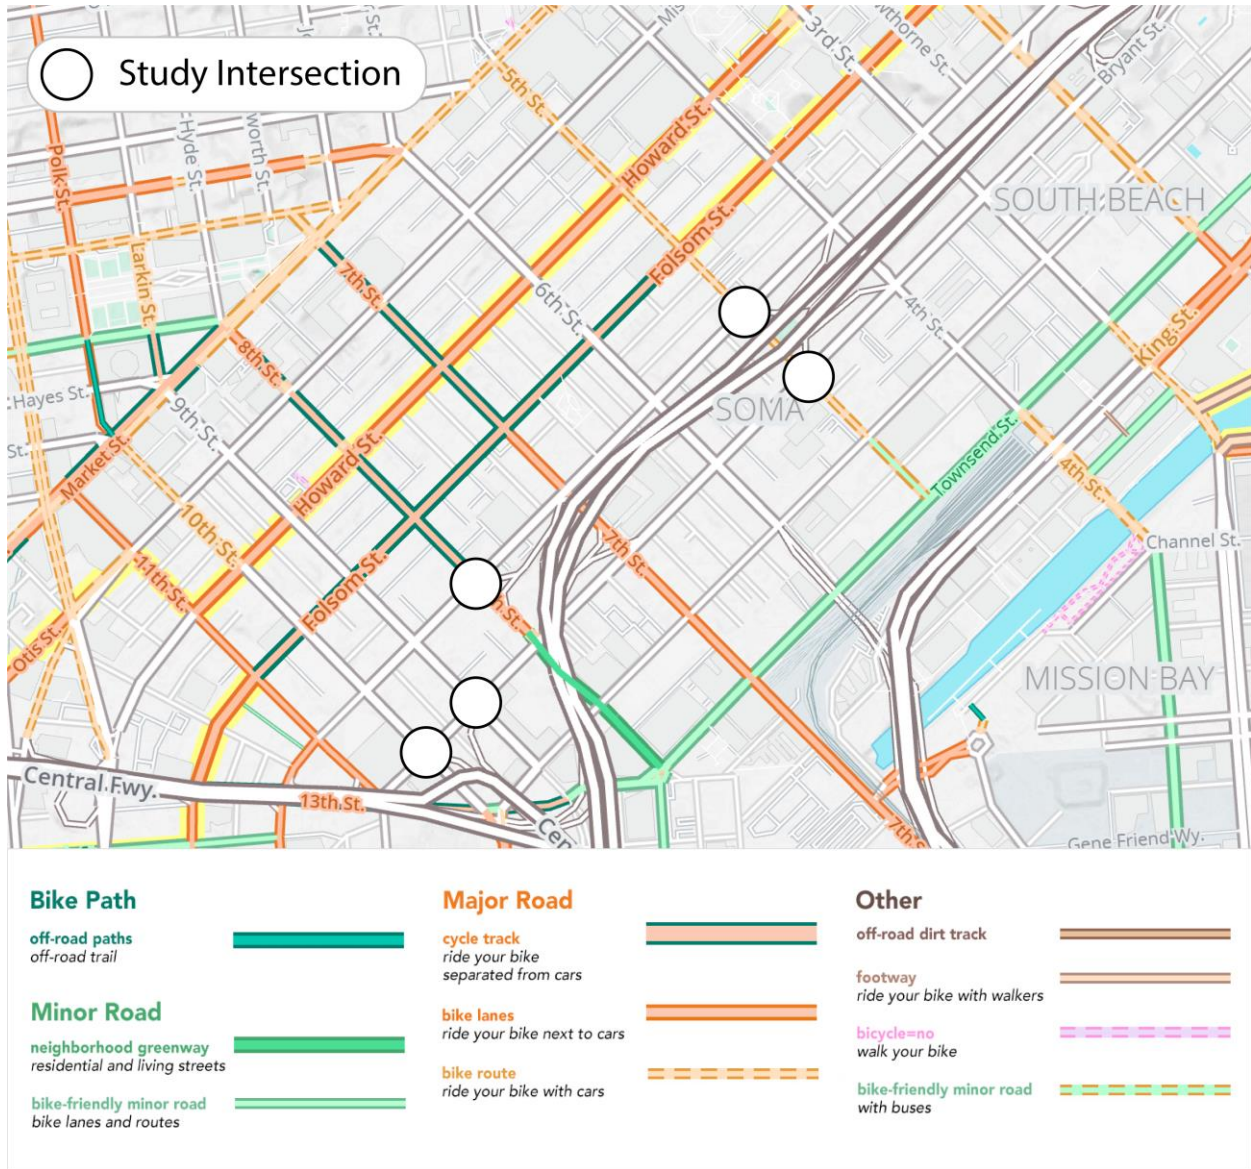 Study Intersection
3rd St.
Bryant St.
5th St.
Polk St.
Hyde St.
Howard St.
SOUTH BEACH
Folsom St.
Larkin St.
7th St.
6th St.
4th St.
King St.
8th St.
Hayes St.
9th St.
SOMA
St.
Market St.
Howard St.
Townsend St.
4th St.
10th St.
7th St.
Channel St.
11th St.
Folsom St.
Otis St.
MISSION BAY
Central Fwy.
13th St.
Cen
7th S
Gene Friend Wy.
Bike Path
off-road paths
off-road trail
Minor Road
neighborhood greenway
residential and living streets
bike-friendly minor road
bike lanes and routes
Major Road
cycle track
ride your bike
separated from cars
bike lanes
ride your bike next to cars
bike route
ride your bike with cars
Other
off-road dirt track
footway
ride your bike with walkers
bicycle=no
walk your bike
bike-friendly minor road
with buses